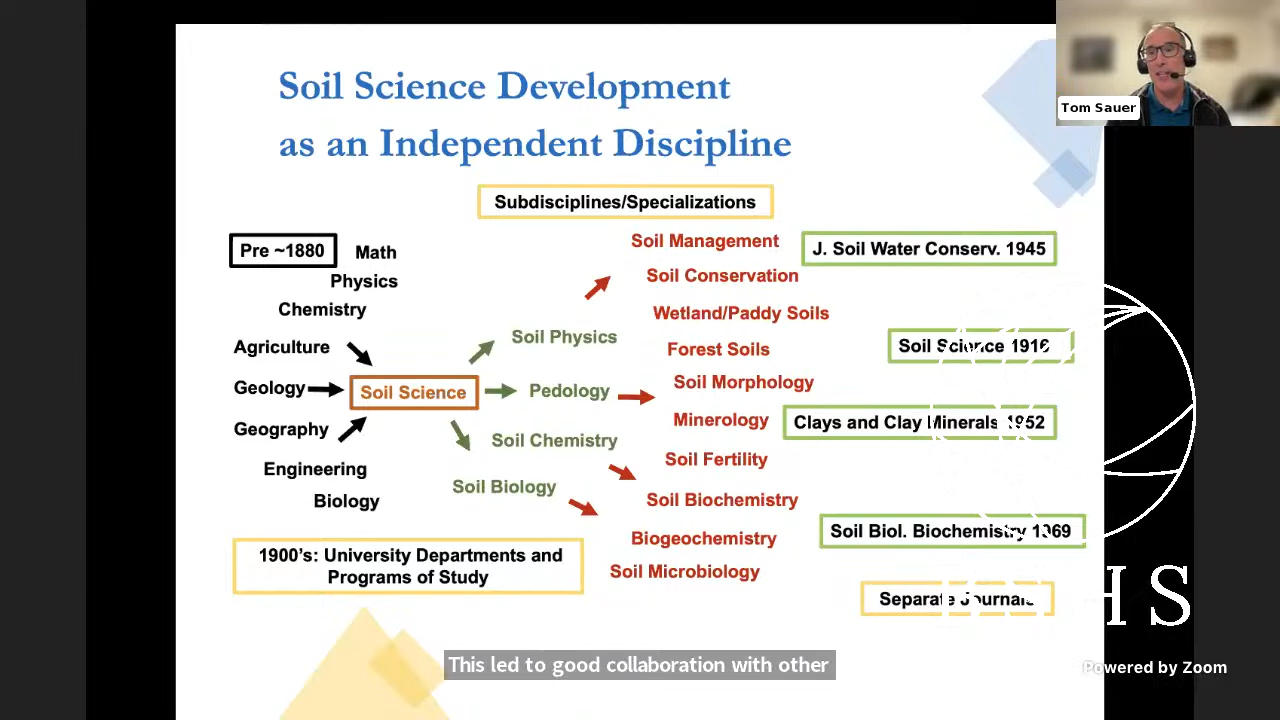 Soil Science Development
as an Independent Discipline
Tom Sauer
Subdisciplines/Specializations
Pre ~1880
Math
Physics
Chemistry
Agriculture
Geology
Geography
Engineering
Biology
Soil Science
Soil Physics
Pedology
Soil Chemistry
Soil Biology
Soil Management
Soil Conservation
Wetland/Paddy Soils
Forest Soils
Soil Morphology
Minerology
Soil Fertility
Soil Biochemistry
Biogeochemistry
Soil Microbiology
J. Soil Water Conserv. 1945
Soil Science 1916
Clays and Clay Minerals 1952
Soil Biol. Biochemistry 1969
Separate Journals
1900's: University Departments and
Programs of Study
This led to good collaboration with other
HS
Powered by Zoom